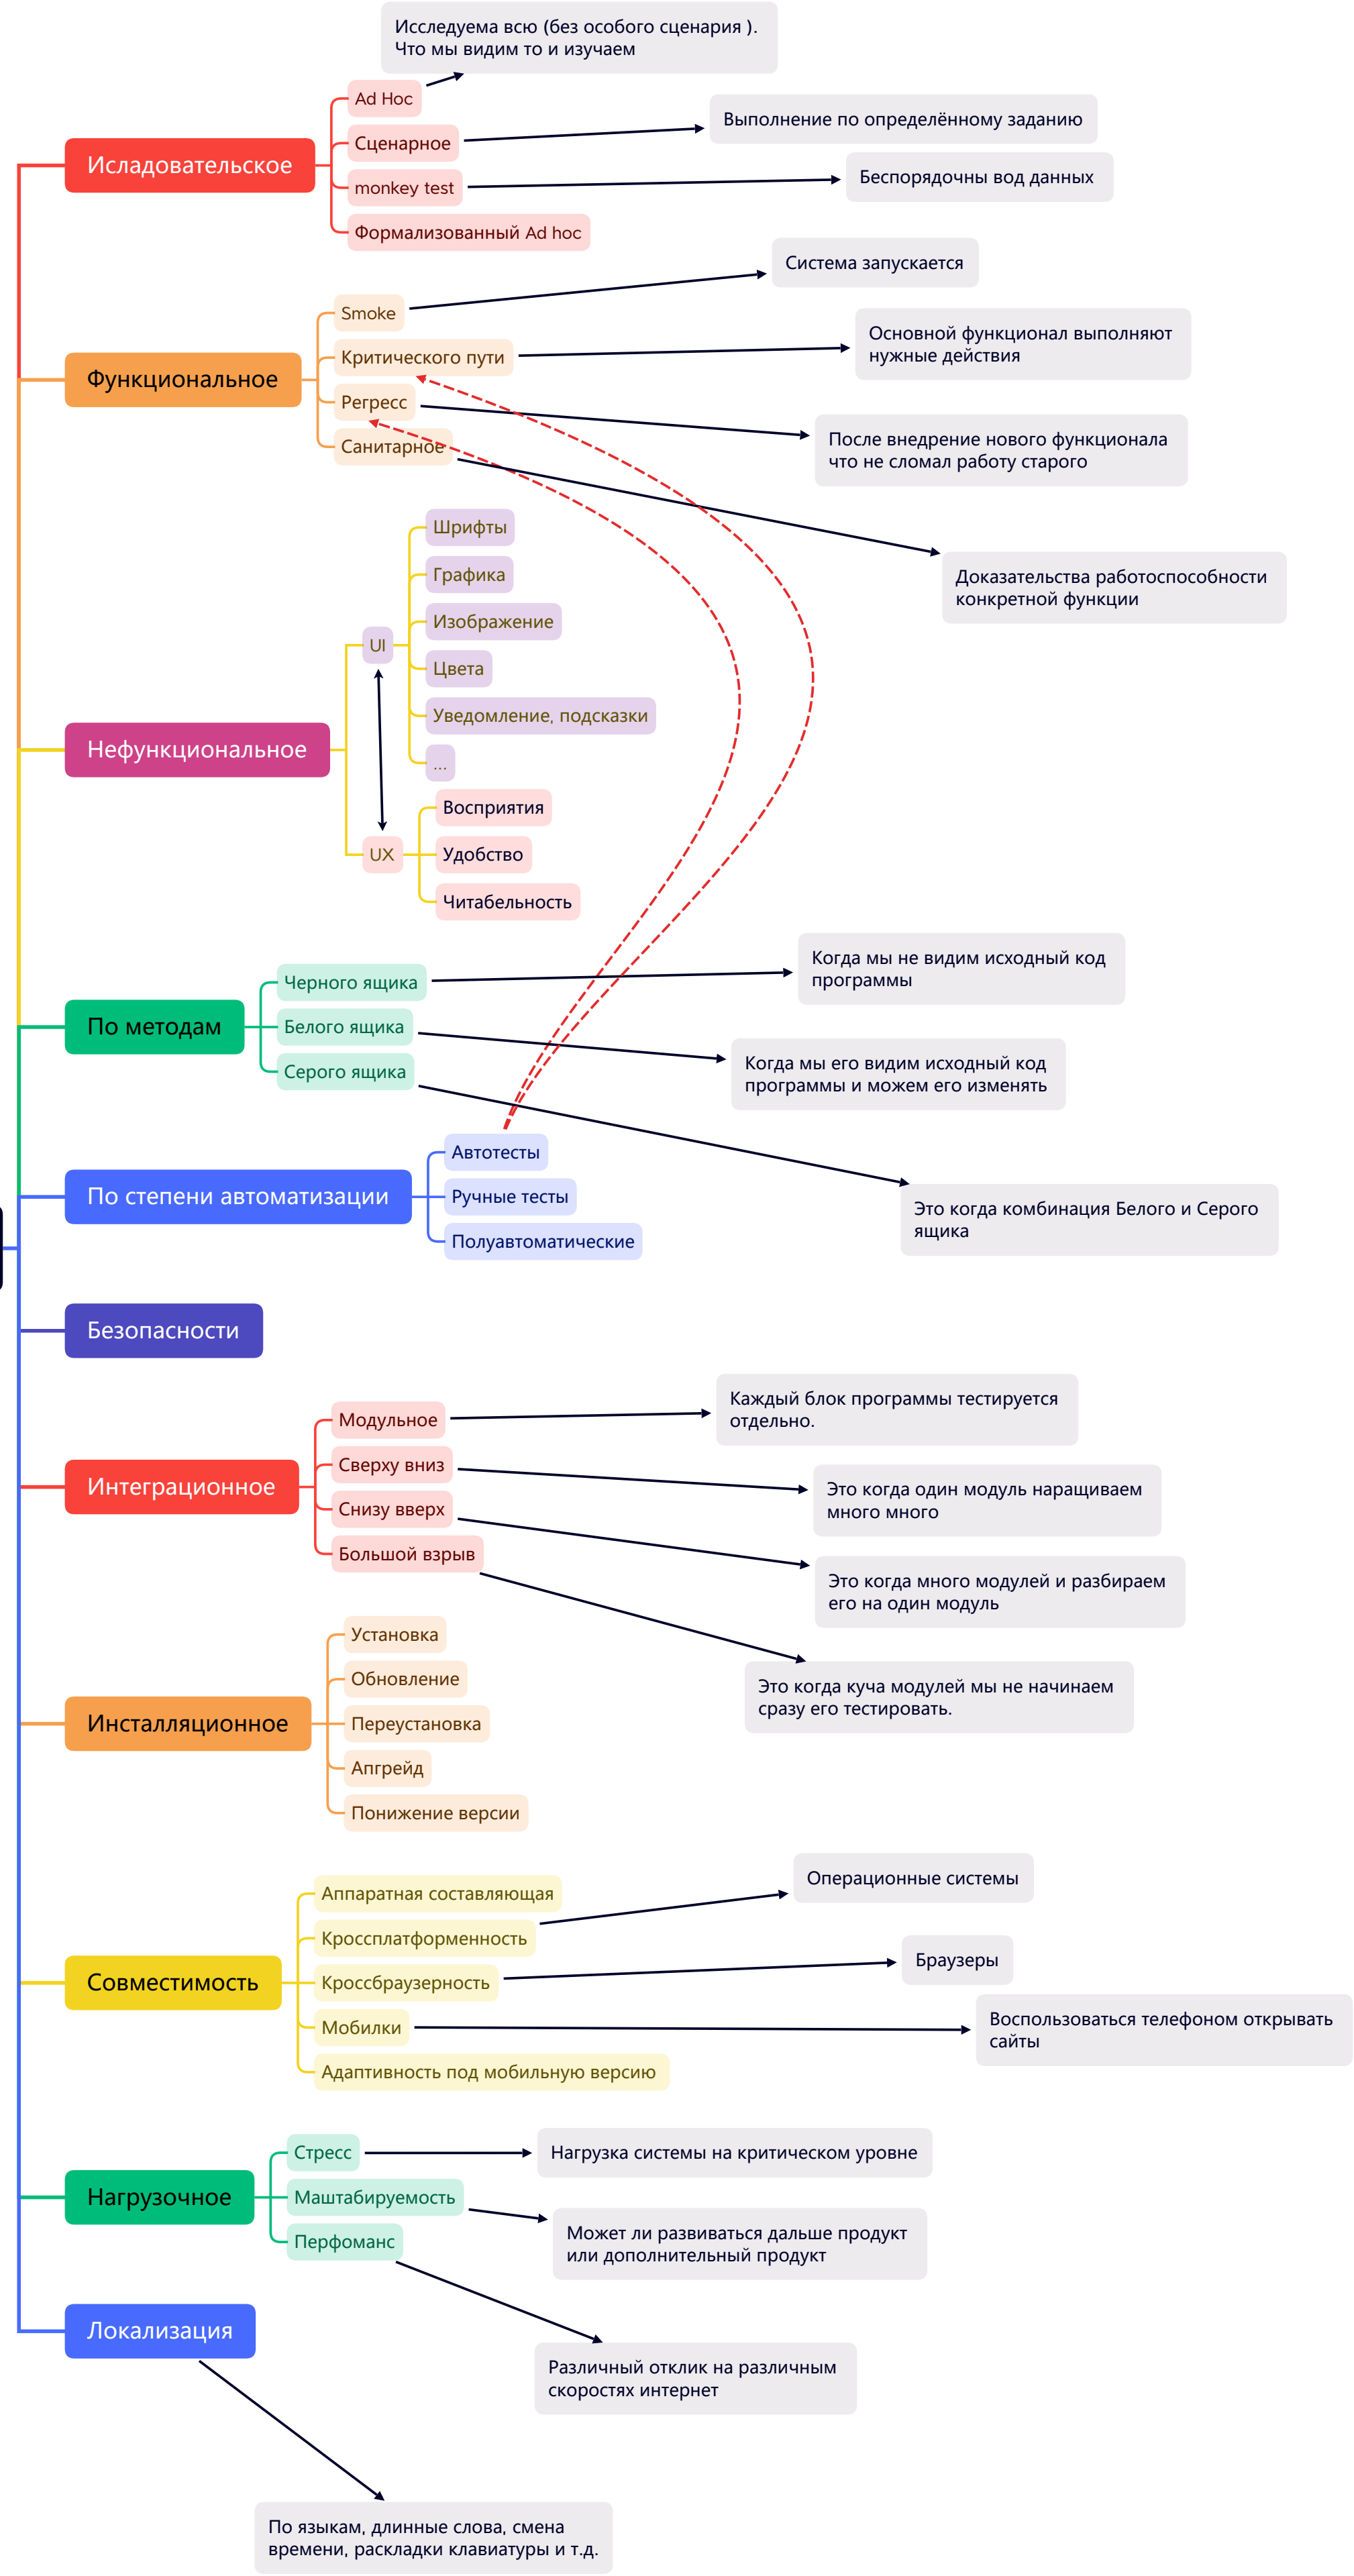 Исследуема всю (без особого сценария ).
Что мы видим то и изучаем
Исладовательское
Ad Hoc
Сценарное
Выполнение по определённому заданию
monkey test
Беспорядочны вод данных
Формализованный Ad hoc
Функциональное
Smoke
Система запускается
Критического пути
Основной функционал выполняют
нужные действия
Регресс
После внедрение нового функционала
что не сломал работу старого
Санитарное
Доказательства работоспособности
конкретной функции
Нефункциональное
UI
Шрифты
Графика
Изображение
Цвета
Уведомление, подсказки
...
UX
Восприятия
Удобство
Читабельность
По методам
Черного ящика
Когда мы не видим исходный код
программы
Белого ящика
Когда мы его видим исходный код
программы и можем его изменять
Серого ящика
Это когда комбинация Белого и Серого
ящика
По степени автоматизации
Автотесты
Ручные тесты
Полуавтоматические
Безопасности
Интеграционное
Модульное
Каждый блок программы тестируется
отдельно.
Сверху вниз
Это когда один модуль наращиваем
много много
Снизу вверх
Это когда много модулей и разбираем
его на один модуль
Большой взрыв
Это когда куча модулей мы не начинаем
сразу его тестировать.
Инсталляционное
Установка
Обновление
Переустановка
Апгрейд
Понижение версии
Совместимость
Аппаратная составляющая
Кроссплатформенность
Операционные системы
Кроссбраузерность
Браузеры
Мобилки
Воспользоваться телефоном открывать
сайты
Адаптивность под мобильную версию
Нагрузочное
Стресс
Нагрузка системы на критическом уровне
Маштабируемость
Может ли развиваться дальше продукт
или дополнительный продукт
Перфоманс
Различный отклик на различным
скоростях интернет
Локализация
По языкам, длинные слова, смена
времени, раскладки клавиатуры и т.д.